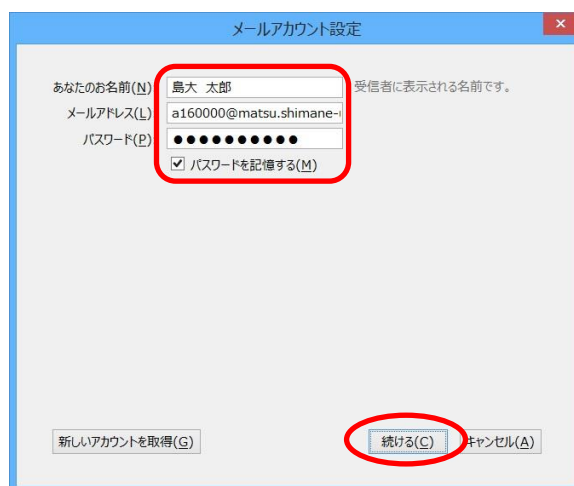 メールアカウント設定
あなたのお名前(N) 島大 太郎 受信者に表示される名前です。
メールアドレス(L) a160000@matsu.shimane-
パスワード(P) ●●●●●●●●●●
パスワードを記憶する(M)
新しいアカウントを取得(G) 続ける(C) キャンセル(A)